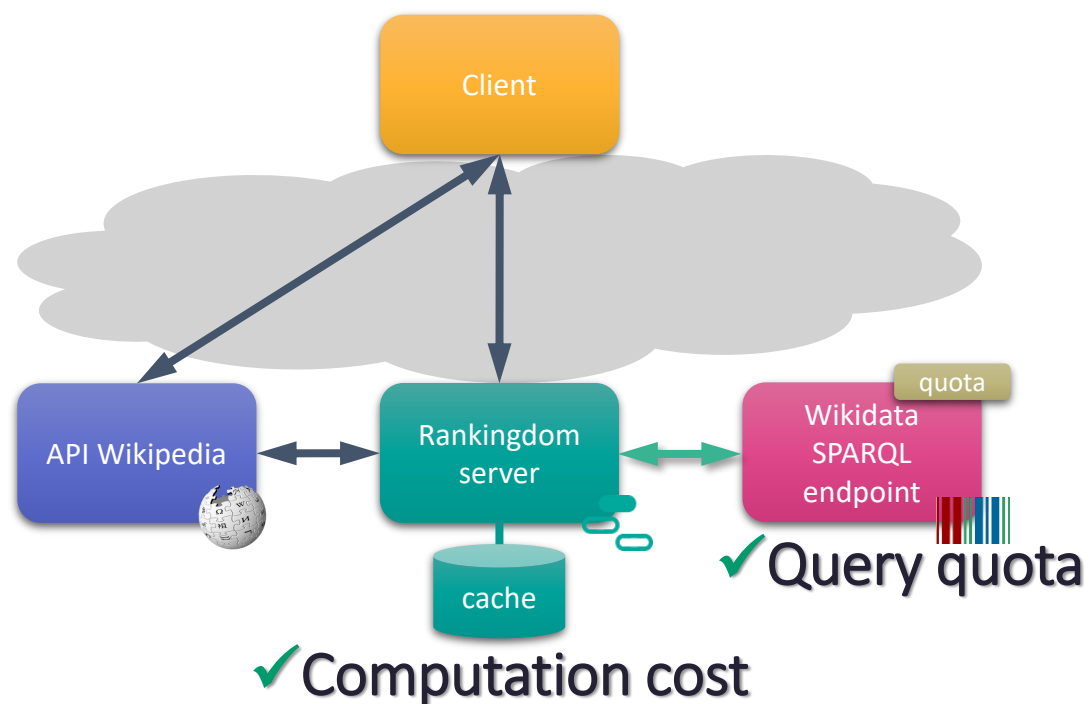 Client
API Wikipedia
Rankingdom
server
quota
Wikidata
SPARQL
endpoint
cache
✓Query quota
✓Computation cost